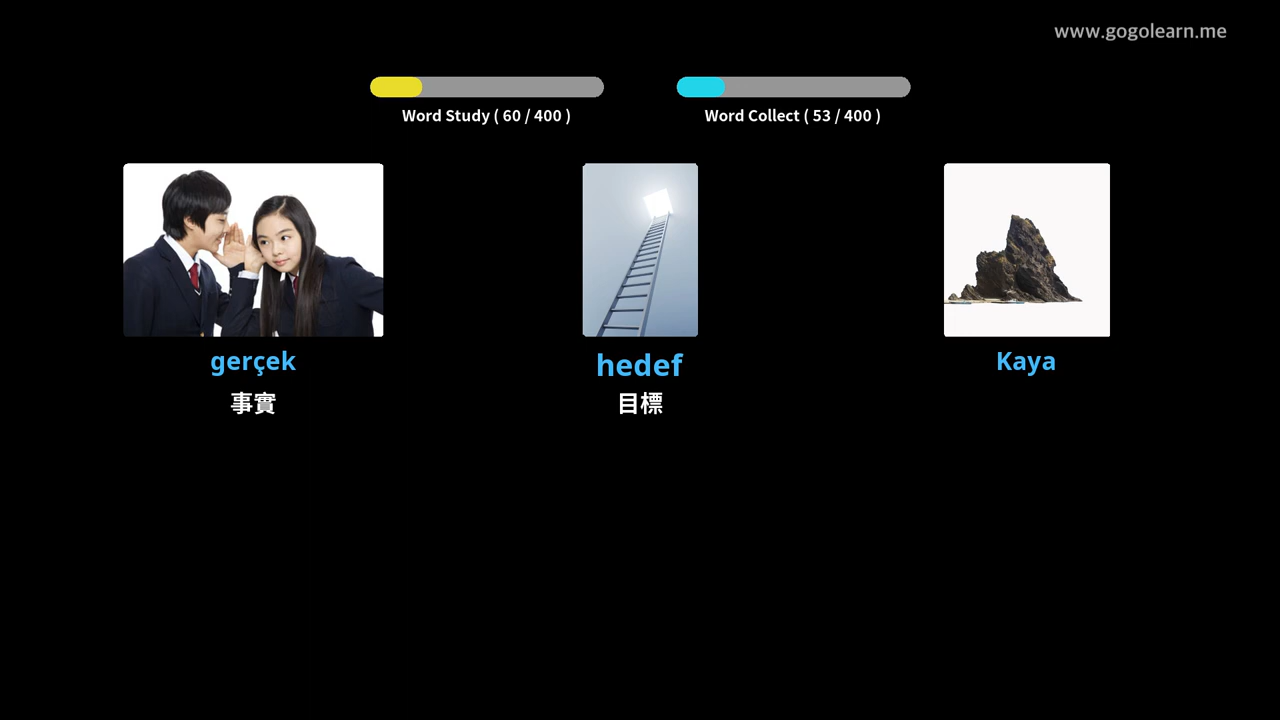 www.gogolearn.me
Word Study ( 60 / 400 )
Word Collect ( 53 / 400 )
gerçek
hedef
Kaya
事實
目標